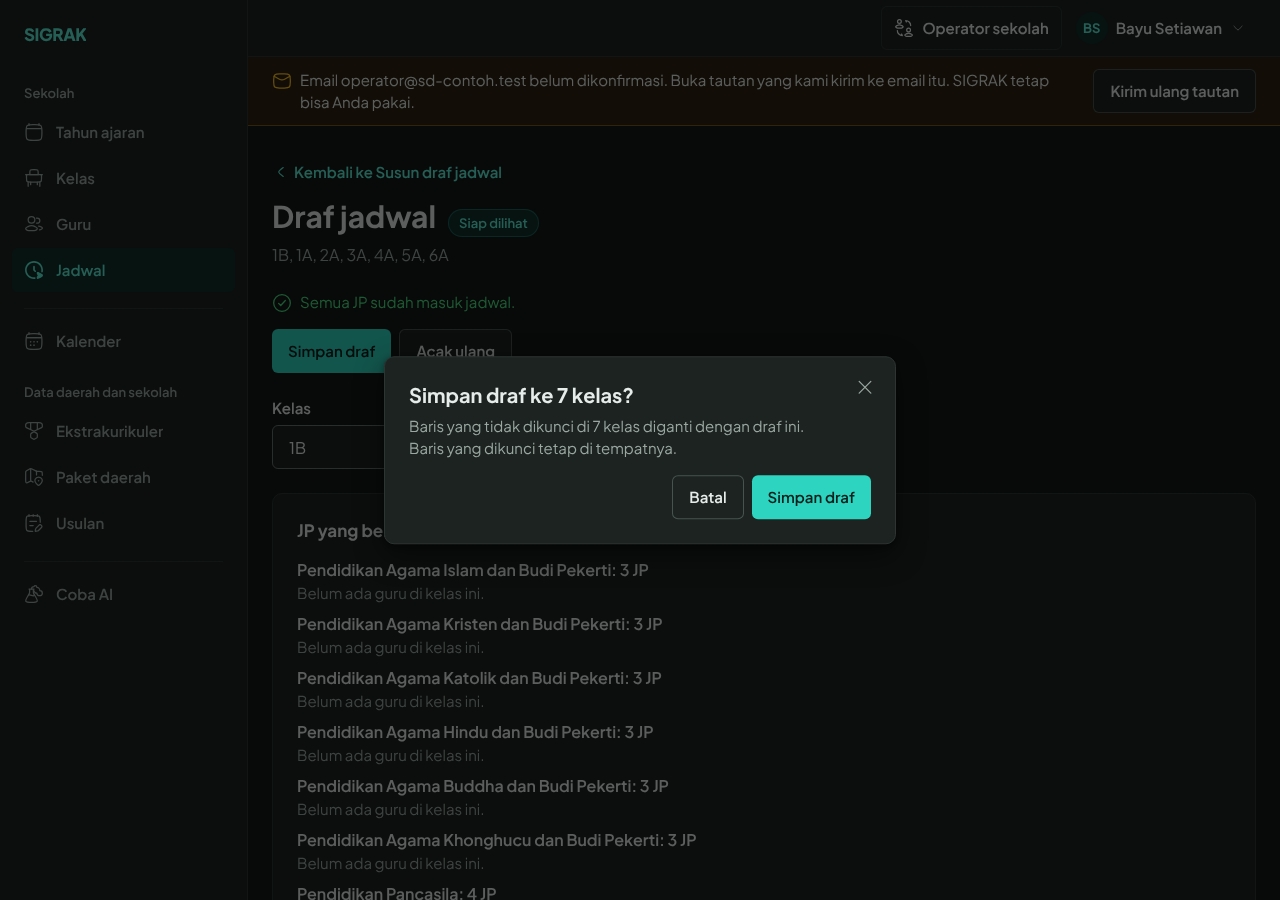 SIGRAK
Operator sekolah
BS
Bayu Setiawan
Sekolah
Tahun ajaran
Kelas
Guru
Jadwal
Kalender
Data daerah dan sekolah
Ekstrakurikuler
Paket daerah
Usulan
Coba AI
Email operator@sd-contoh.test belum dikonfirmasi. Buka tautan yang kami kirim ke email itu. SIGRAK tetap
bisa Anda pakai.
Kirim ulang tautan
Kembali ke Susun draf jadwal
Draf jadwal
Siap dilihat
1B, 1A, 2A, 3A, 4A, 5A, 6A
Semua JP sudah masuk jadwal.
Simpan draf
Acak ulang
Kelas
1B
Simpan draf ke 7 kelas?
Baris yang tidak dikunci di 7 kelas diganti dengan draf ini.
Baris yang dikunci tetap di tempatnya.
Batal
Simpan draf
JP yang be
Pendidikan Agama Islam dan Budi Pekerti: 3 JP
Belum ada guru di kelas ini.
Pendidikan Agama Kristen dan Budi Pekerti: 3 JP
Belum ada guru di kelas ini.
Pendidikan Agama Katolik dan Budi Pekerti: 3 JP
Belum ada guru di kelas ini.
Pendidikan Agama Hindu dan Budi Pekerti: 3 JP
Belum ada guru di kelas ini.
Pendidikan Agama Buddha dan Budi Pekerti: 3 JP
Belum ada guru di kelas ini.
Pendidikan Agama Khonghucu dan Budi Pekerti: 3 JP
Belum ada guru di kelas ini.
Pendidikan Pancasila: 4 JP